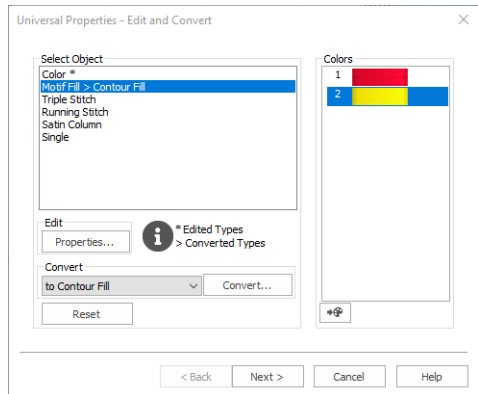 Universal Properties - Edit and Convert
Select Object
Color *
Motif Fill > Contour Fill
Triple Stitch
Running Stitch
Satin Column
Single
Edit
Properties...
i
* Edited Types
> Converted Types
Convert
to Contour Fill
Convert...
Reset
Colors
1
2
< Back
Next >
Cancel
Help